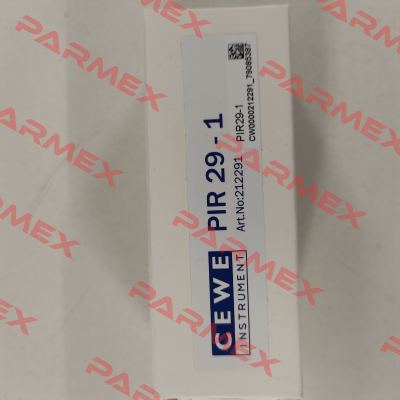 CEWE
INSTRUMENT
PIR 29 - 1
Art.No:212291 PIR29-1
CW0000212291_79085387
PARMEX
PARMEX
PARMEX
PARMEX
PARMEX
PARMEX
PARMEX